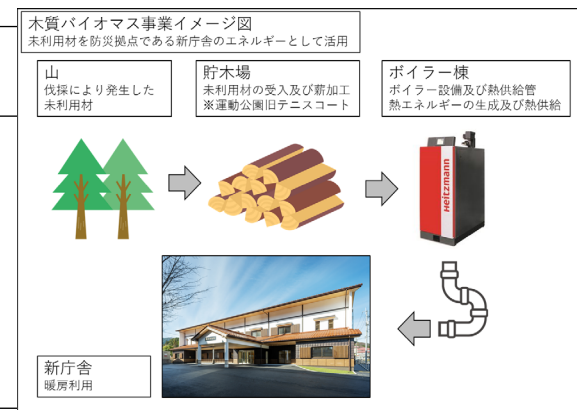 木質バイオマス事業イメージ図
未利用材を防災拠点である新庁舎のエネルギーとして活用
山
伐採により発生した
未利用材
貯木場
未利用材の受入及び薪加工
※運動公園旧テニスコート
ボイラー棟
ボイラー設備及び熱供給管
熱エネルギーの生成及び熱供給
Heitzmann
新庁舎
暖房利用